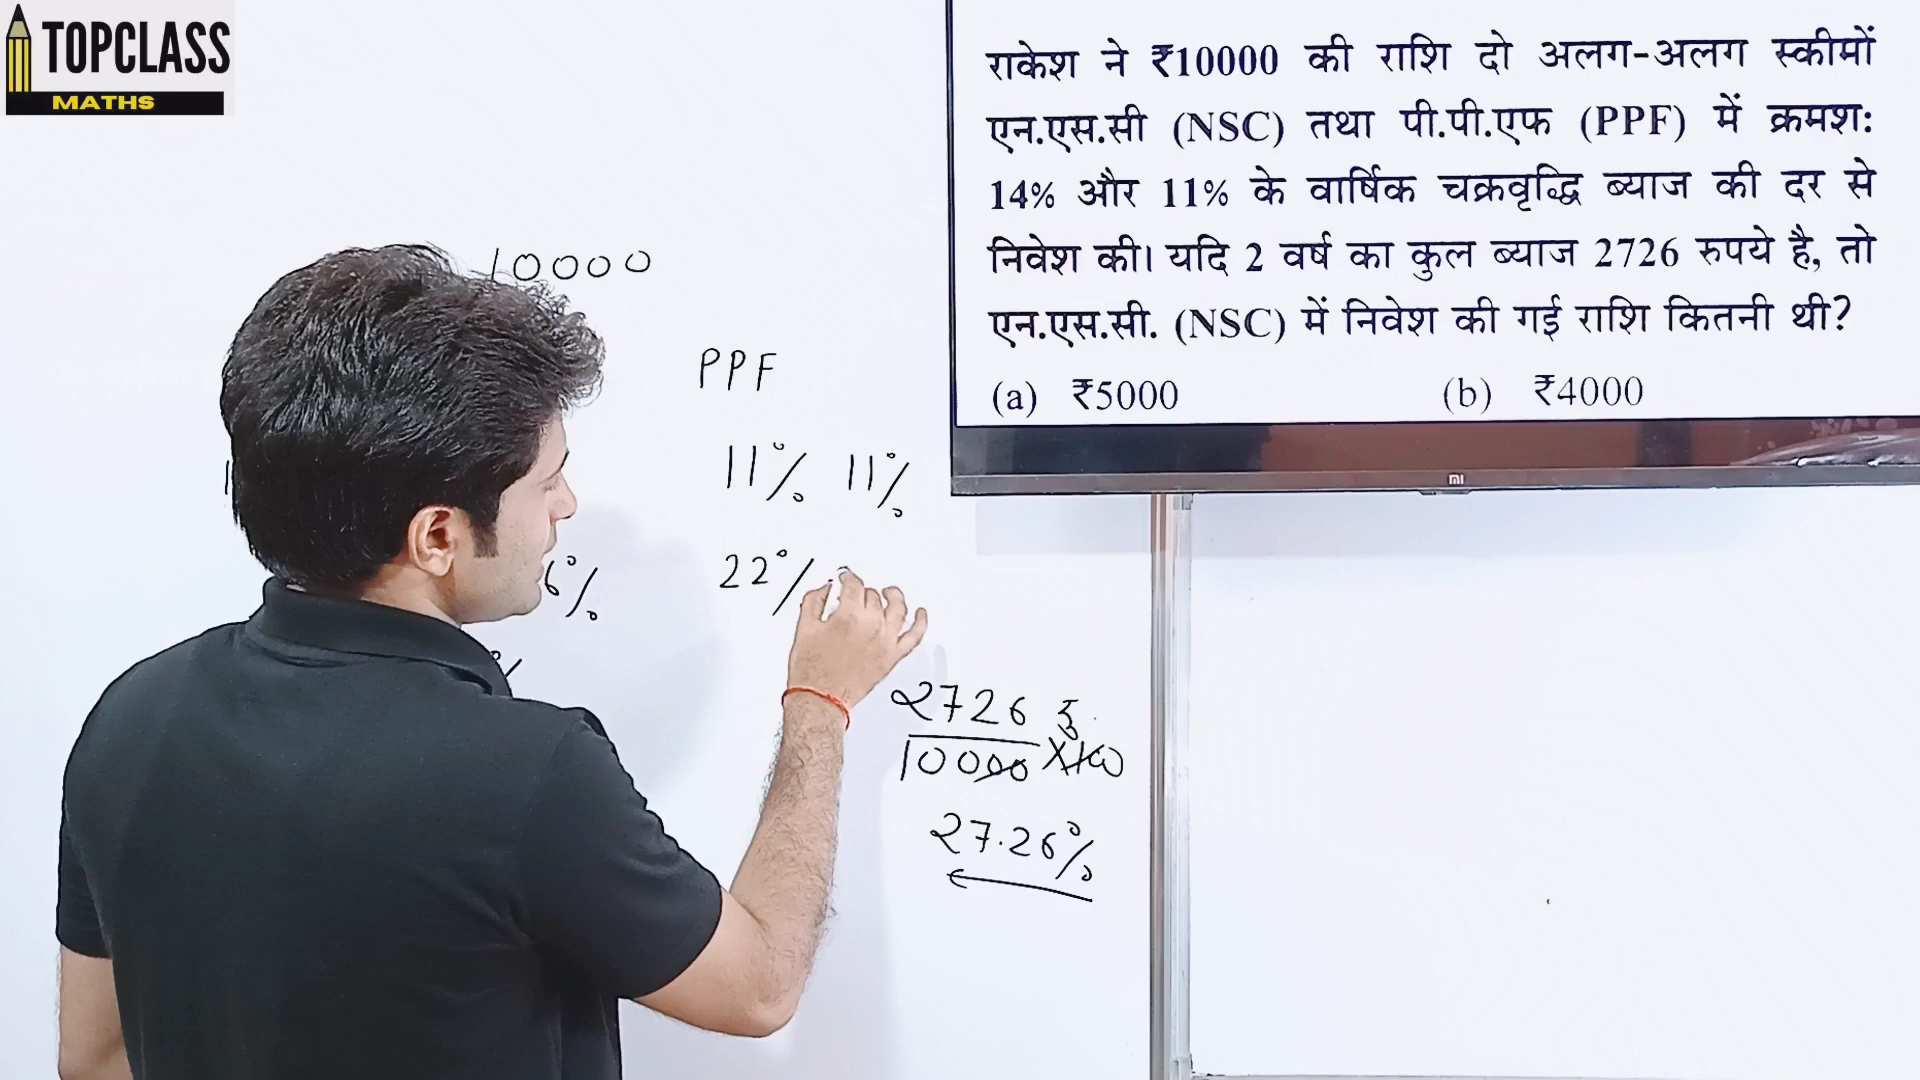 TOPCLASS
MATHS
राकेश ने ₹10000 की राशि दो अलग-अलग स्कीमों
एन.एस.सी (NSC) तथा पी.पी.एफ (PPF) में क्रमश:
14% और 11% के वार्षिक चक्रवृद्धि ब्याज की दर से
निवेश की। यदि 2 वर्ष का कुल ब्याज 2726 रुपये है, तो
एन.एस.सी. (NSC) में निवेश की गई राशि कितनी थी?
(a) ₹5000 (b) ₹4000
mi
10000
PPF
11% 11%
6%
22%
%
2726 रु.
10000 ×100
27.26%